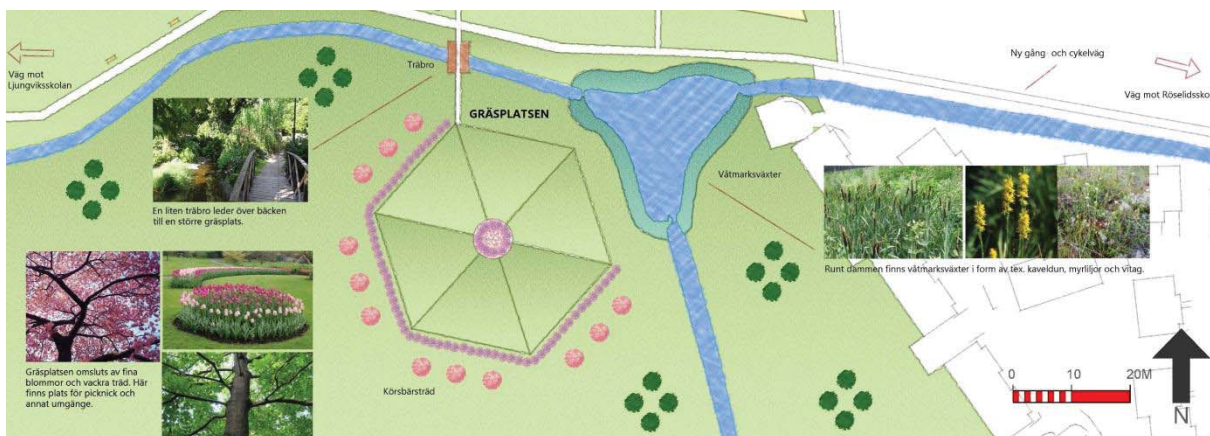 Väg mot
Ljungviksskolan
Träbro
GRÄSPLATSEN
Ny gång- och cykelväg
Väg mot Röselidssko
En liten träbro leder över bäcken
till en större gräsplats.
Våtmarksväxter
Runt dammen finns våtmarksväxter i form av tex. kaveldun, myrliljor och vitag.
Gräsplatsen omsluts av fina
blommor och vackra träd. Här
finns plats för picknick och
annat umgänge.
Körsbärsträd
0 10 20M
N